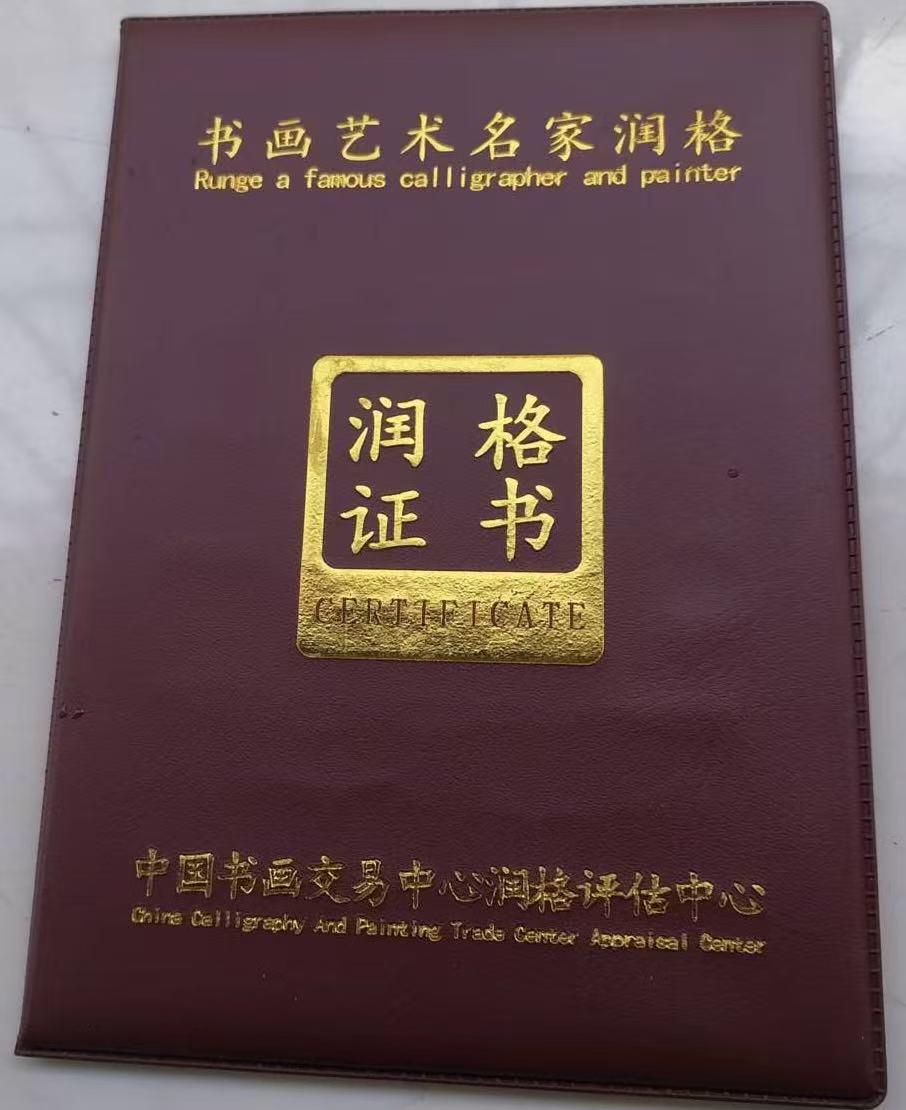 书画艺术名家润格
Runge a famous calligrapher and painter
润格
证书
CERTIFICATE
中国书画交易中心润格评估中心
China Calligraphy And Painting Trade Center Appraisal Center